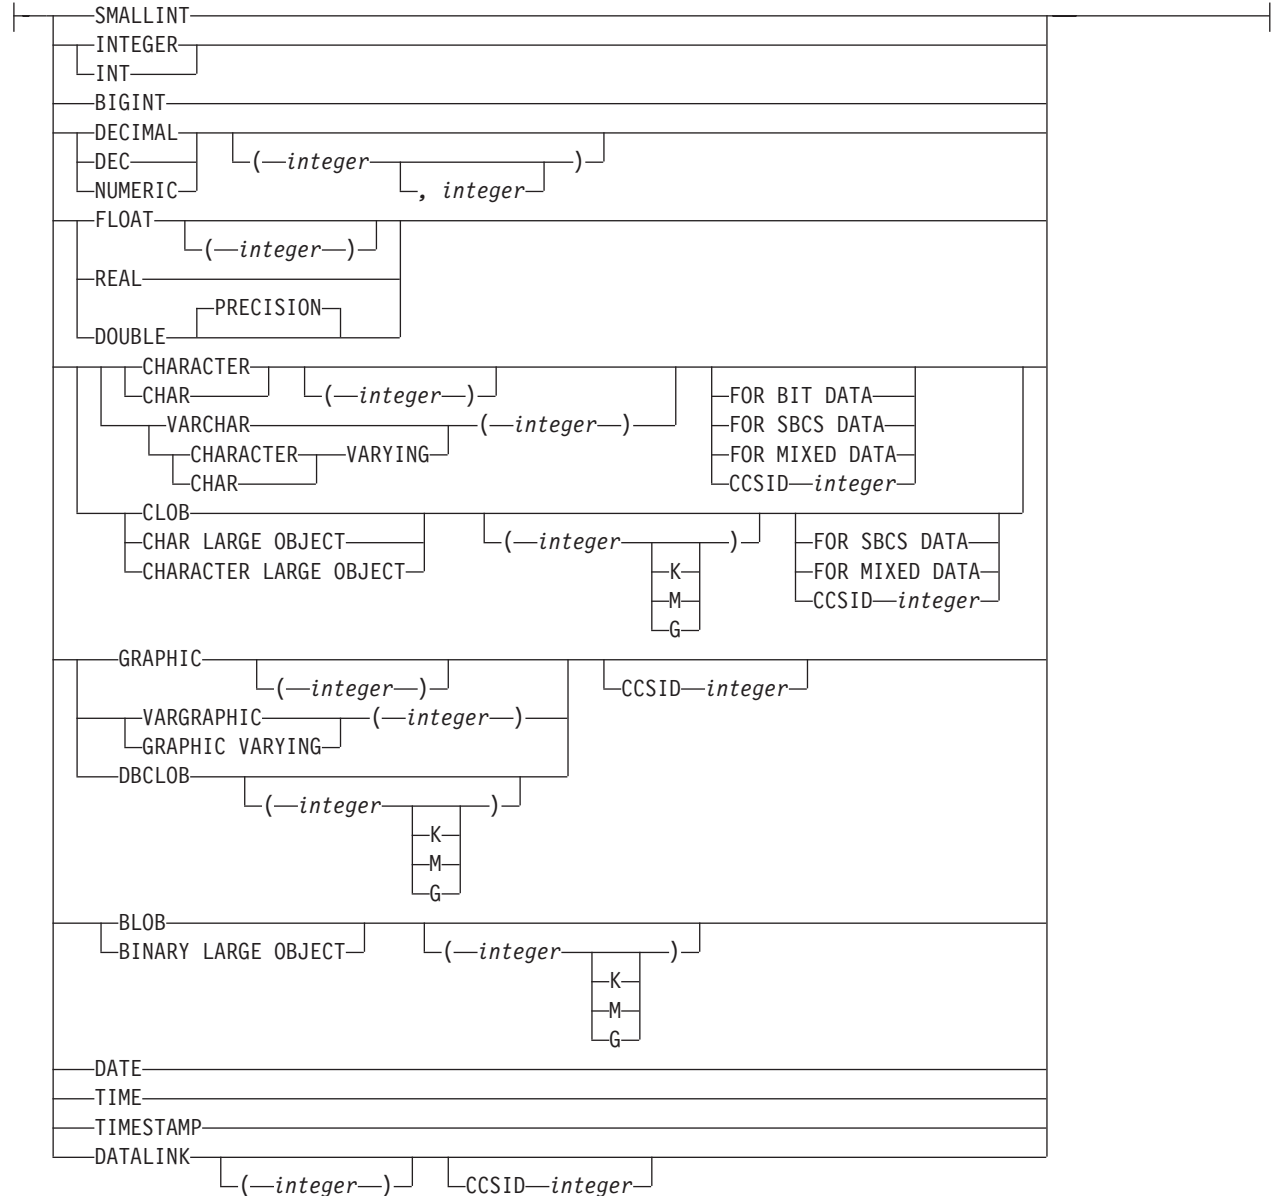 SMALLINT
INTEGER
INT
BIGINT
DECIMAL
DEC ( integer )
NUMERIC , integer
FLOAT
( integer )
REAL
PRECISION
DOUBLE
CHARACTER
CHAR ( integer ) FOR BIT DATA
VARCHAR ( integer ) FOR SBCS DATA
CHARACTER VARYING FOR MIXED DATA
CHAR CCSID integer
CLOB
CHAR LARGE OBJECT ( integer ) FOR SBCS DATA
CHARACTER LARGE OBJECT K FOR MIXED DATA
M CCSID integer
G
GRAPHIC
( integer ) CCSID integer
VARGRAPHIC ( integer )
GRAPHIC VARYING
DBCLOB
( integer )
K
M
G
BLOB
BINARY LARGE OBJECT ( integer )
K
M
G
DATE
TIME
TIMESTAMP
DATALINK
( integer ) CCSID integer